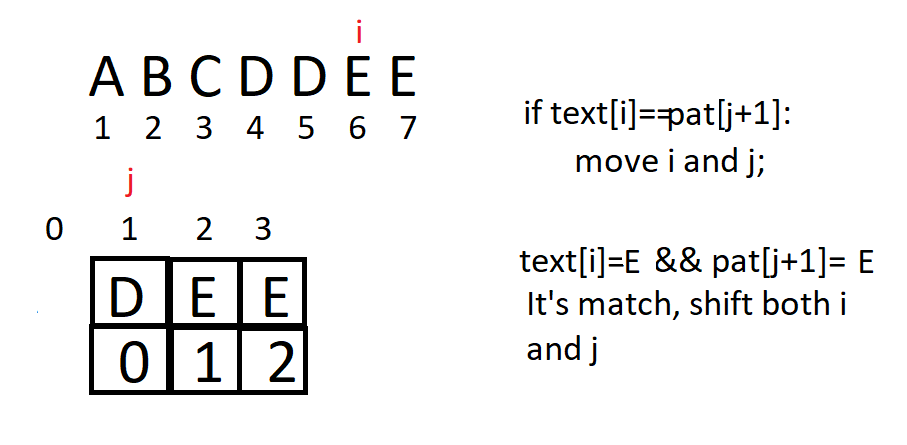 i
A B C D D E E
1 2 3 4 5 6 7
j
0 1 2 3
D E E
0 1 2
if text[i]==pat[j+1]:
move i and j;
text[i]=E && pat[j+1]= E
It's match, shift both i
and j